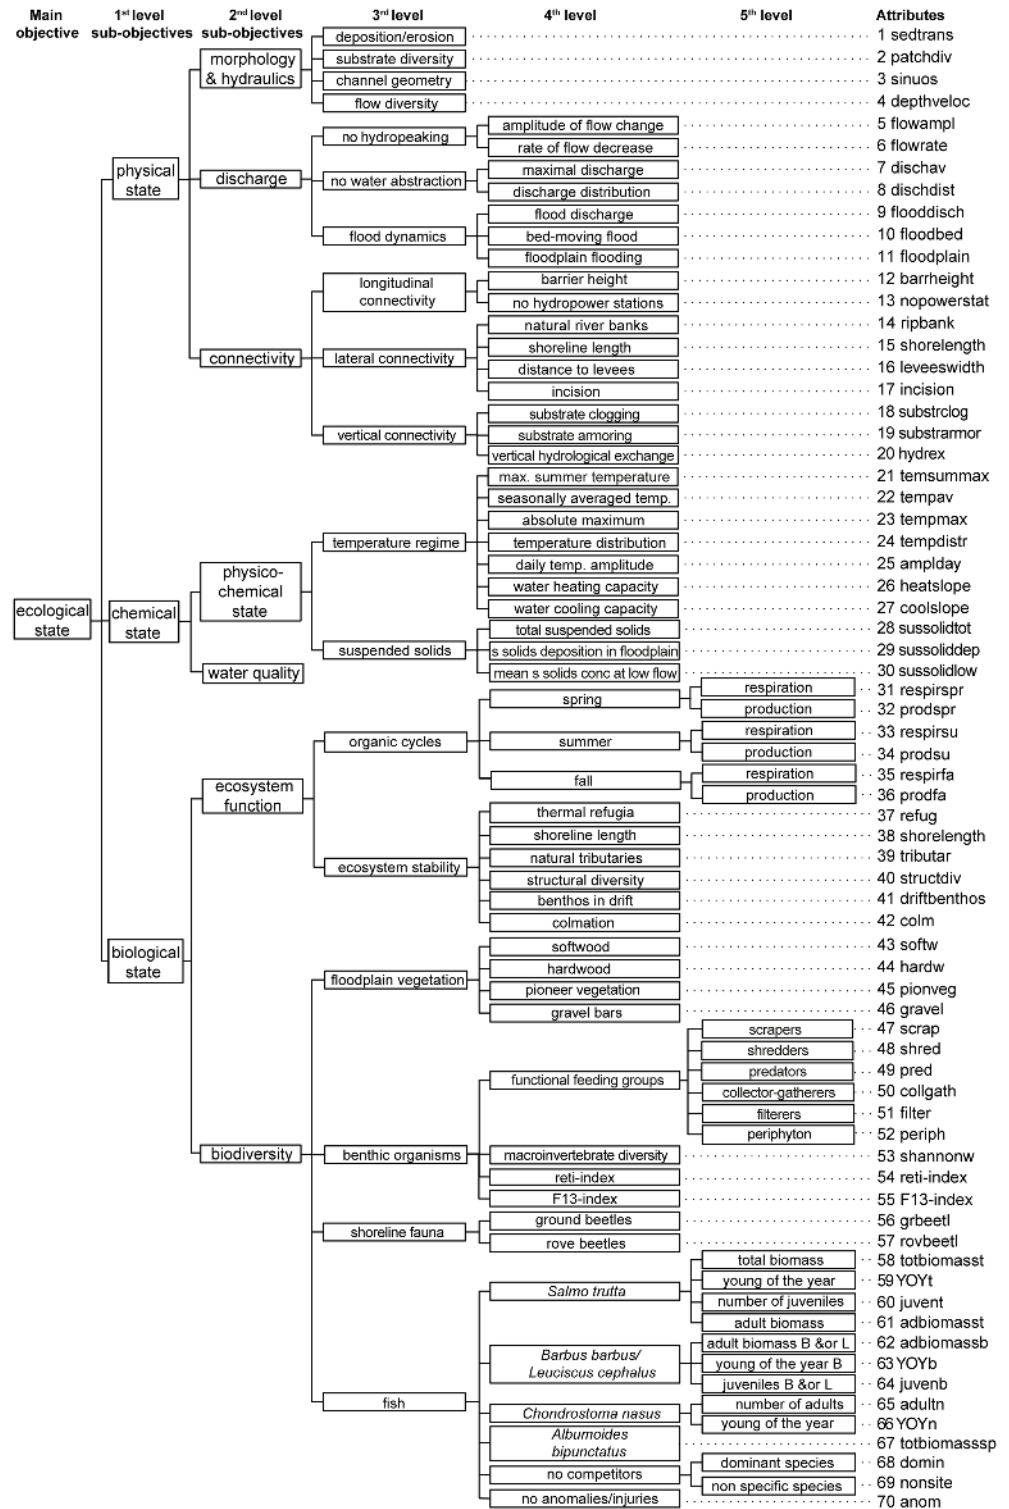 Main objective
1st level sub-objectives
2nd level sub-objectives
3rd level
4th level
5th level
Attributes
deposition/erosion
1 sedtrans
morphology & hydraulics
substrate diversity
2 patchdiv
channel geometry
3 sinuos
flow diversity
4 depthveloc
amplitude of flow change
5 flowampl
no hydropeaking
rate of flow decrease
6 flowrate
physical state
discharge
no water abstraction
maximal discharge
7 dischav
discharge distribution
8 dischdist
flood discharge
9 flooddisch
flood dynamics
bed-moving flood
10 floodbed
floodplain flooding
11 floodplain
longitudinal connectivity
barrier height
12 barrheight
no hydropower stations
13 nopowerstat
natural river banks
14 ripbank
connectivity
lateral connectivity
shoreline length
15 shorelength
distance to levees
16 leveeswidth
incision
17 incision
substrate clogging
18 substrclog
vertical connectivity
substrate armoring
19 substrarmor
vertical hydrological exchange
20 hydrex
max. summer temperature
21 temsummax
seasonally averaged temp.
22 tempav
absolute maximum
23 tempmax
temperature regime
temperature distribution
24 tempdistr
physico-
chemical
state
daily temp. amplitude
25 amplday
water heating capacity
26 heatslope
ecological state
chemical state
water cooling capacity
27 coolslope
total suspended solids
28 sussolidtot
suspended solids
s solids deposition in floodplain
29 sussoliddep
water quality
mean s solids conc at low flow
30 sussolidlow
spring
respiration
31 respirspr
production
32 prodspr
organic cycles
summer
respiration
33 respirsu
production
34 prodsu
ecosystem function
fall
respiration
35 respirfa
production
36 prodfa
thermal refugia
37 refug
shoreline length
38 shorelength
ecosystem stability
natural tributaries
39 tributar
structural diversity
40 structdiv
benthos in drift
41 driftbenthos
colmation
42 colm
biological state
softwood
43 softw
floodplain vegetation
hardwood
44 hardw
pioneer vegetation
45 pionveg
gravel bars
46 gravel
scrapers
47 scrap
shredders
48 shred
functional feeding groups
predators
49 pred
collector-gatherers
50 collgath
filterers
51 filter
periphyton
52 periph
biodiversity
benthic organisms
macroinvertebrate diversity
53 shannonw
reti-index
54 reti-index
F13-index
55 F13-index
shoreline fauna
ground beetles
56 grbeetl
rove beetles
57 rovbeetl
Salmo trutta
total biomass
58 totbiomasst
young of the year
59 YOYt
number of juveniles
60 juvent
adult biomass
61 adbiomasst
Barbus barbus/
Leuciscus cephalus
adult biomass B &or L
62 adbiomassb
young of the year B
63 YOYb
juveniles B &or L
64 juvenb
fish
Chondrostoma nasus
number of adults
65 adultn
young of the year
66 YOYn
Alburnoides
bipunctatus
67 totbiomasssp
no competitors
dominant species
68 domin
non specific species
69 nonsite
no anomalies/injuries
70 anom